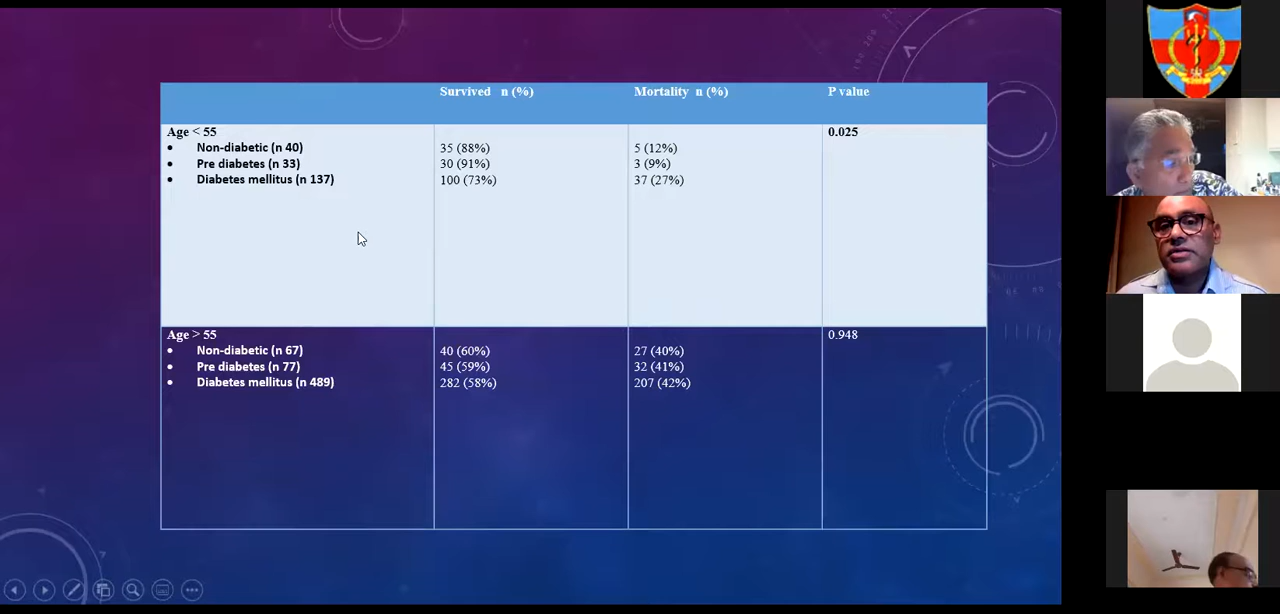 Survived n (%) Mortality n (%) P value
Age < 55 0.025
• Non-diabetic (n 40) 35 (88%) 5 (12%)
• Pre diabetes (n 33) 30 (91%) 3 (9%)
• Diabetes mellitus (n 137) 100 (73%) 37 (27%)
Age > 55 0.948
• Non-diabetic (n 67) 40 (60%) 27 (40%)
• Pre diabetes (n 77) 45 (59%) 32 (41%)
• Diabetes mellitus (n 489) 282 (58%) 207 (42%)